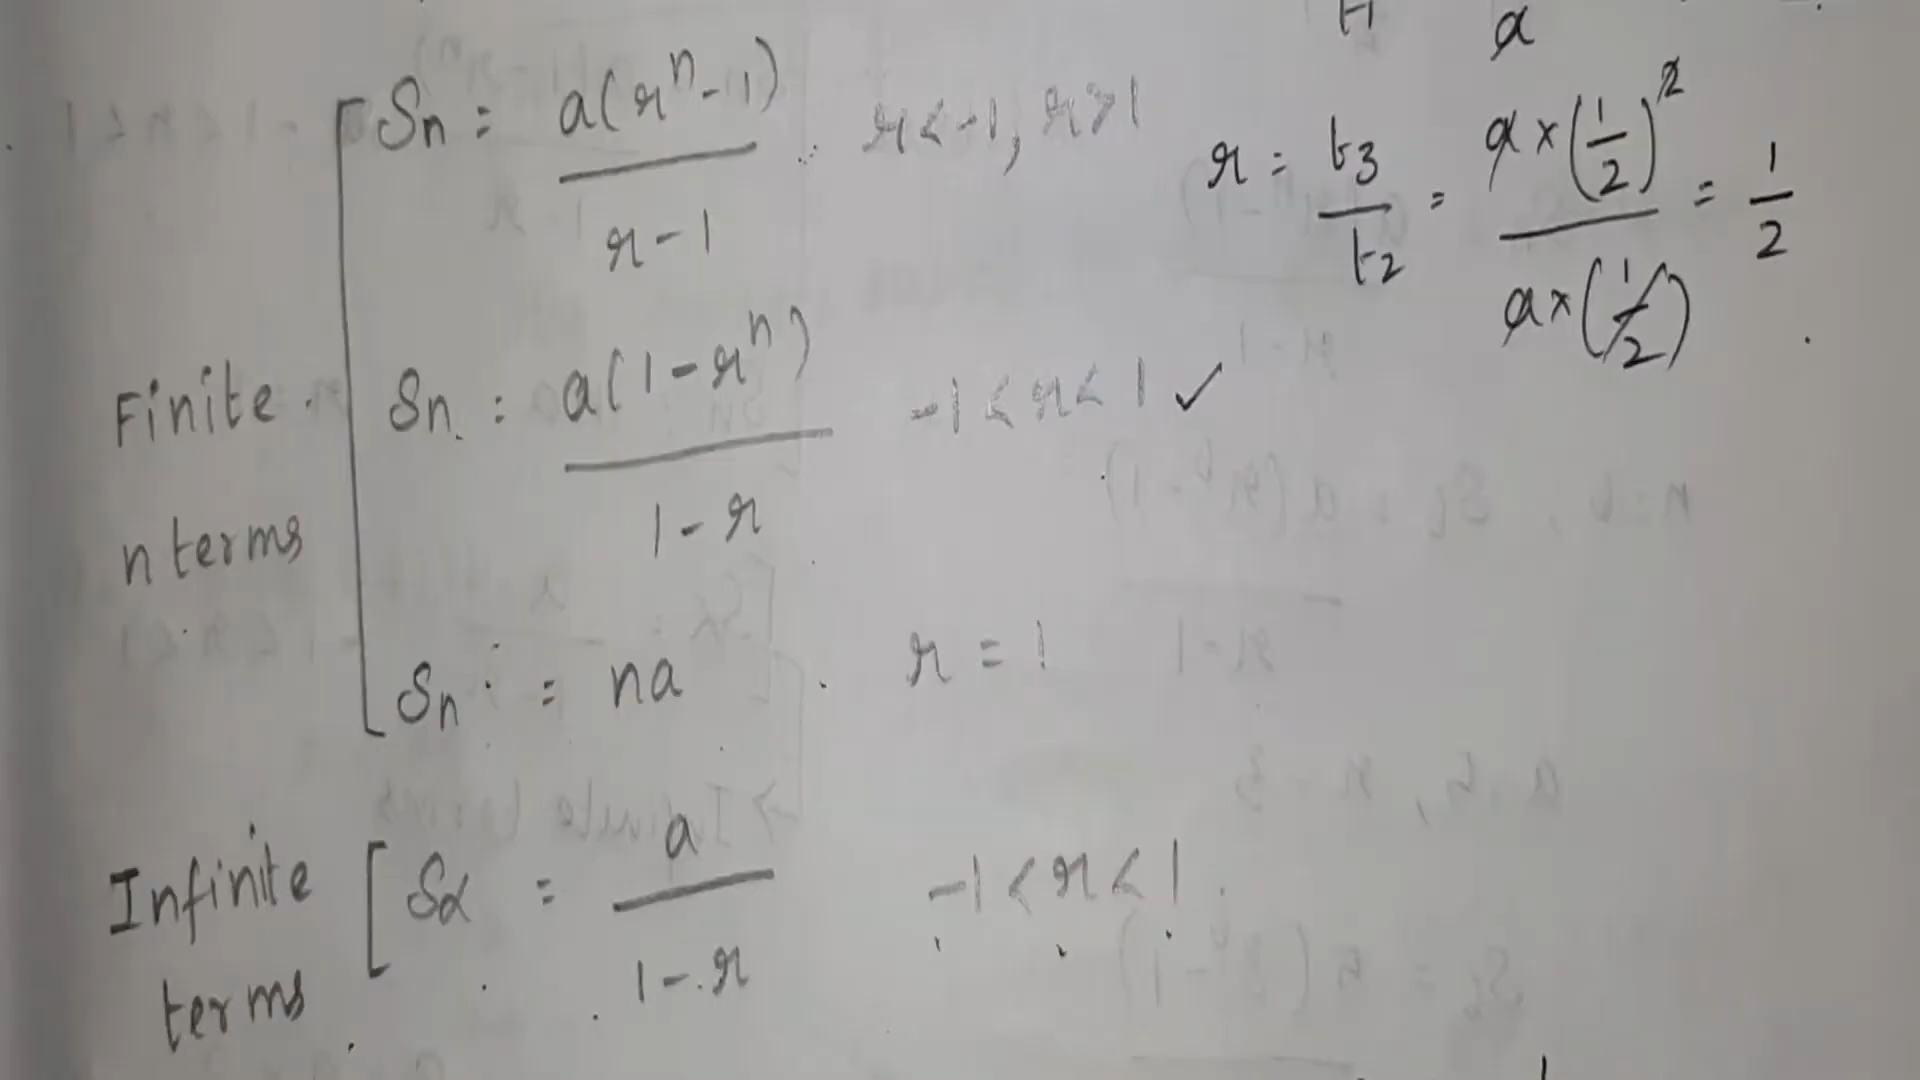 Sn = a(r^n - 1) / r - 1   r < -1, r > 1
Finite n terms
Sn = a(1 - r^n) / 1 - r   -1 < r < 1 ✓
Sn = na   r = 1
Infinite terms
Sα = a / 1 - r   -1 < r < 1
a
r = t3 / t2 = a × (1/2)^2 / a × (1/2) = 1/2